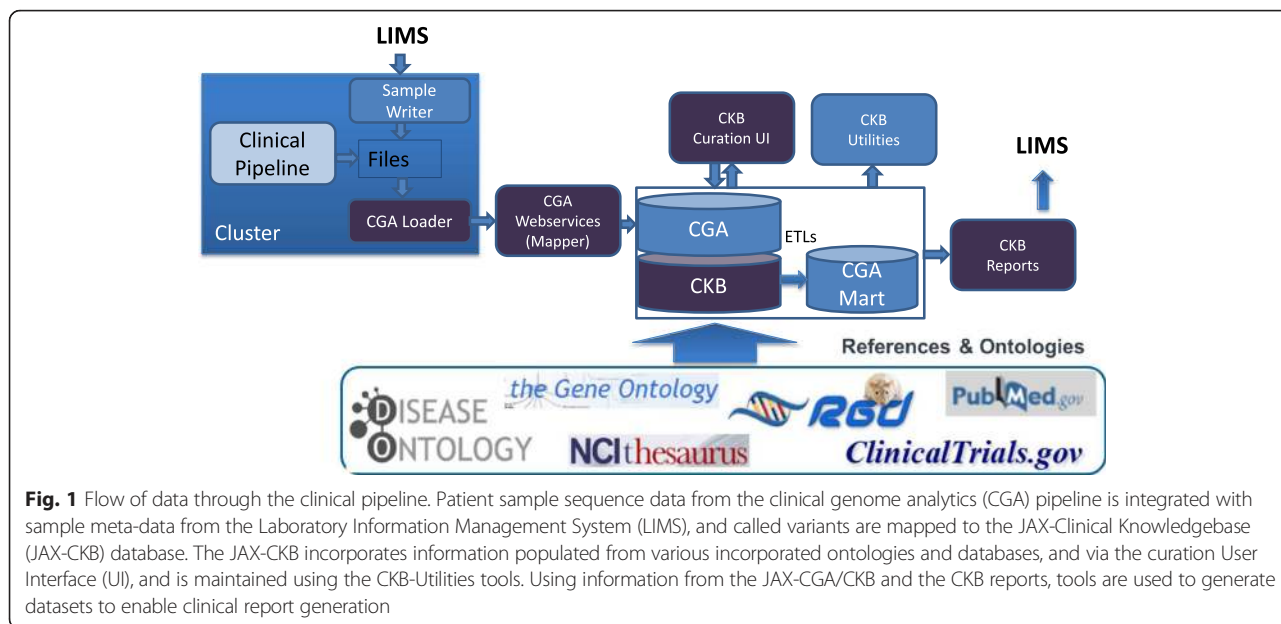 LIMS
Sample
Writer
Clinical
Pipeline
Files
CGA Loader
Cluster
CGA
Webservices
(Mapper)
CKB
Curation UI
CKB
Utilities
LIMS
CGA
ETLs
CKB
CGA
Mart
CKB
Reports
References & Ontologies
DISEASE
ONTOLOGY
the Gene Ontology
NCIthesaurus
RGD
PubMed.gov
ClinicalTrials.gov
Fig. 1 Flow of data through the clinical pipeline. Patient sample sequence data from the clinical genome analytics (CGA) pipeline is integrated with
sample meta-data from the Laboratory Information Management System (LIMS), and called variants are mapped to the JAX-Clinical Knowledgebase
(JAX-CKB) database. The JAX-CKB incorporates information populated from various incorporated ontologies and databases, and via the curation User
Interface (UI), and is maintained using the CKB-Utilities tools. Using information from the JAX-CGA/CKB and the CKB reports, tools are used to generate
datasets to enable clinical report generation